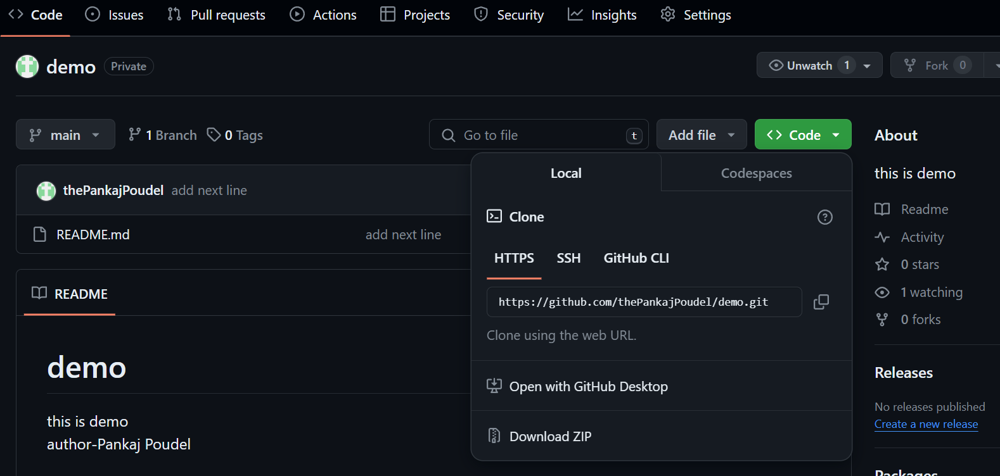 Code Issues Pull requests Actions Projects Security Insights Settings
demo Private
Unwatch 1 Fork 0
main 1 Branch 0 Tags
Go to file t Add file Code
thePankajPoudel add next line
README.md add next line
README
demo
this is demo
author-Pankaj Poudel
Local Codespaces
Clone
HTTPS SSH GitHub CLI
https://github.com/thePankajPoudel/demo.git
Clone using the web URL.
Open with GitHub Desktop
Download ZIP
About
this is demo
Readme
Activity
0 stars
1 watching
0 forks
Releases
No releases published
Create a new release
Packages